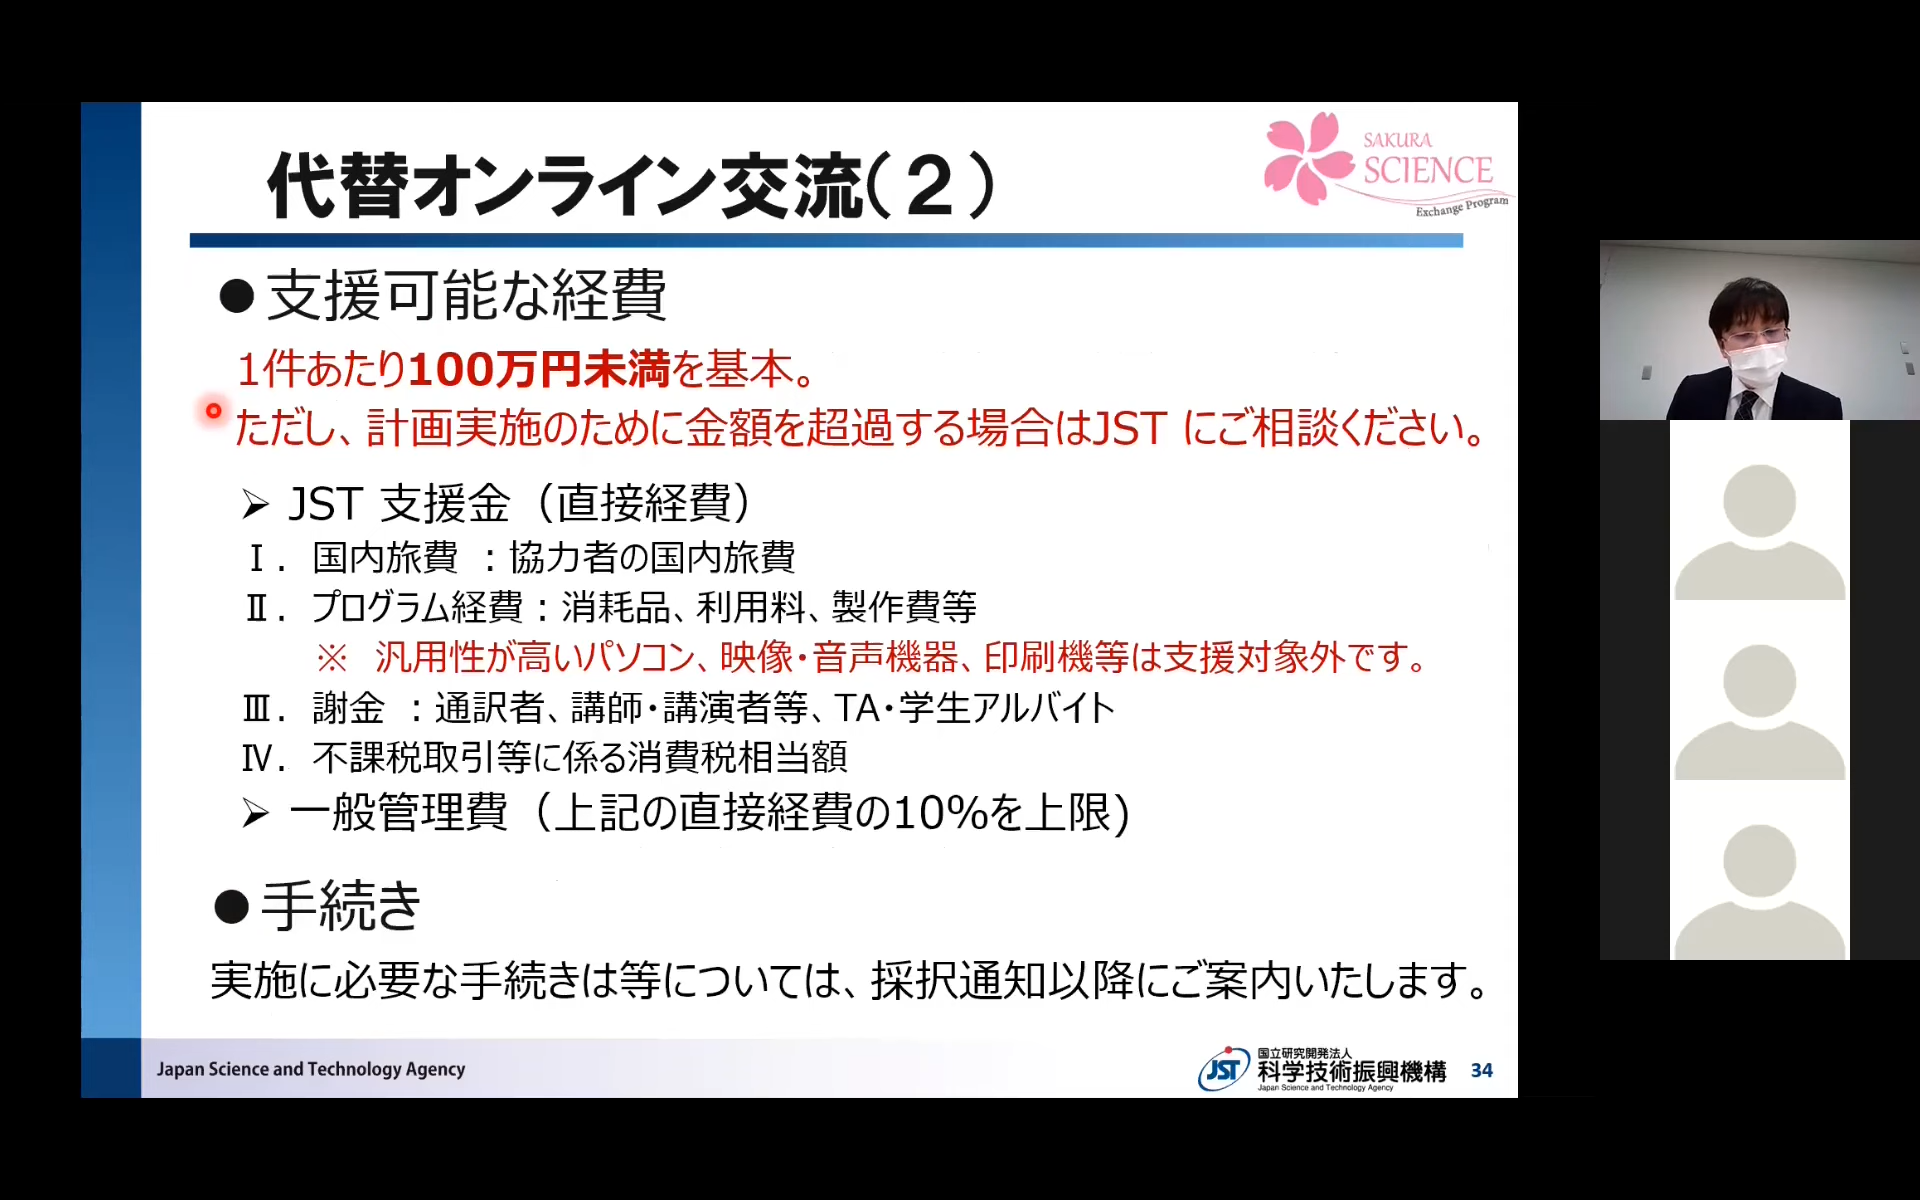 代替オンライン交流(２)
SAKURA
SCIENCE
Exchange Program
●支援可能な経費
1件あたり100万円未満を基本。
ただし、計画実施のために金額を超過する場合はJST にご相談ください。
➢ JST 支援金（直接経費）
Ⅰ． 国内旅費 ：協力者の国内旅費
Ⅱ． プログラム経費：消耗品、利用料、製作費等
※ 汎用性が高いパソコン、映像・音声機器、印刷機等は支援対象外です。
Ⅲ． 謝金 ：通訳者、講師・講演者等、TA・学生アルバイト
Ⅳ． 不課税取引等に係る消費税相当額
➢ 一般管理費（上記の直接経費の10%を上限)
●手続き
実施に必要な手続きは等については、採択通知以降にご案内いたします。
Japan Science and Technology Agency
JST
国立研究開発法人
科学技術振興機構
Japan Science and Technology Agency
34